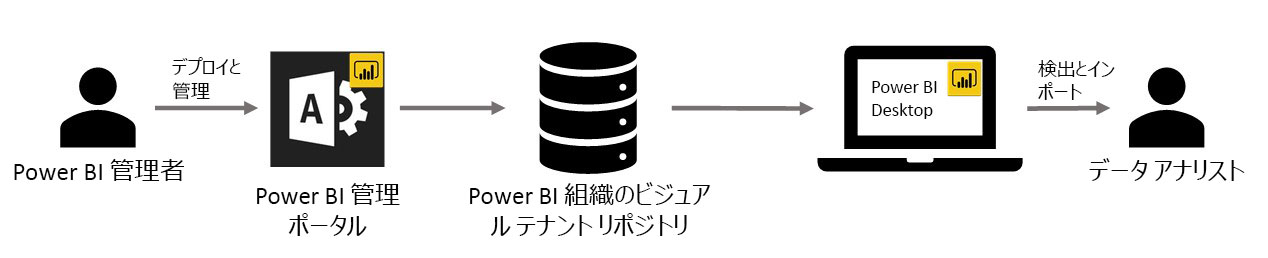 デプロイと
管理
A
Power BI
Desktop
検出とイン
ポート
Power BI 管理者
Power BI 管理
ポータル
Power BI 組織のビジュア
ル テナント リポジトリ
データ アナリスト